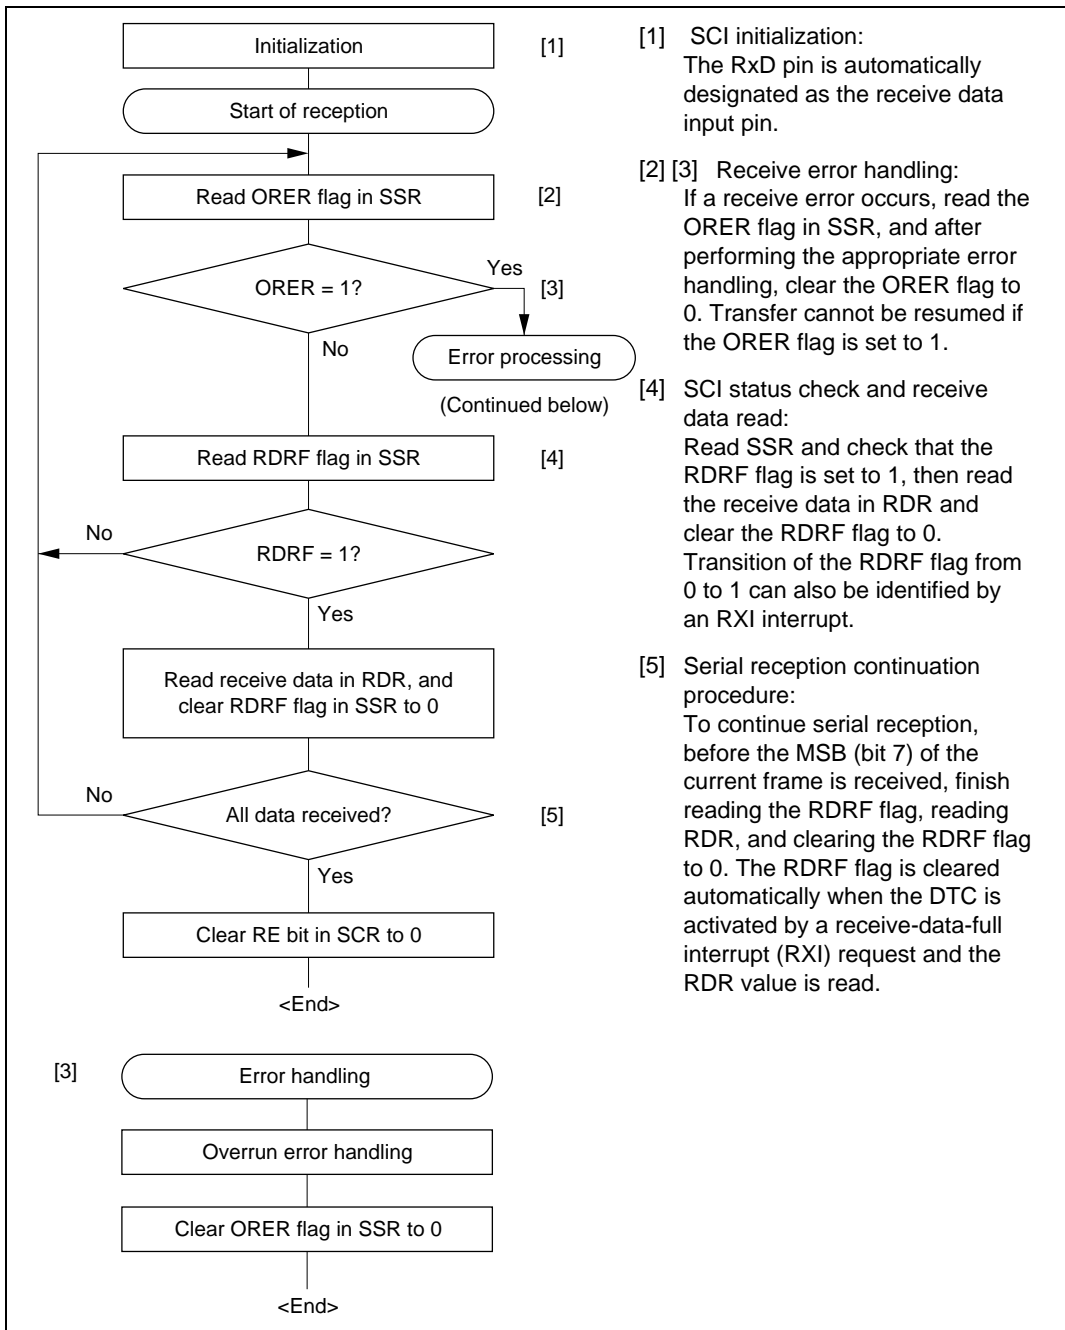 Initialization
[1]
Start of reception
Read ORER flag in SSR
[2]
ORER = 1?
Yes
[3]
No
Error processing
(Continued below)
Read RDRF flag in SSR
[4]
No
RDRF = 1?
Yes
Read receive data in RDR, and
clear RDRF flag in SSR to 0
No
All data received?
[5]
Yes
Clear RE bit in SCR to 0
<End>
[3]
Error handling
Overrun error handling
Clear ORER flag in SSR to 0
<End>
[1] SCI initialization:
The RxD pin is automatically
designated as the receive data
input pin.
[2] [3] Receive error handling:
If a receive error occurs, read the
ORER flag in SSR, and after
performing the appropriate error
handling, clear the ORER flag to
0. Transfer cannot be resumed if
the ORER flag is set to 1.
[4] SCI status check and receive
data read:
Read SSR and check that the
RDRF flag is set to 1, then read
the receive data in RDR and
clear the RDRF flag to 0.
Transition of the RDRF flag from
0 to 1 can also be identified by
an RXI interrupt.
[5] Serial reception continuation
procedure:
To continue serial reception,
before the MSB (bit 7) of the
current frame is received, finish
reading the RDRF flag, reading
RDR, and clearing the RDRF flag
to 0. The RDRF flag is cleared
automatically when the DTC is
activated by a receive-data-full
interrupt (RXI) request and the
RDR value is read.